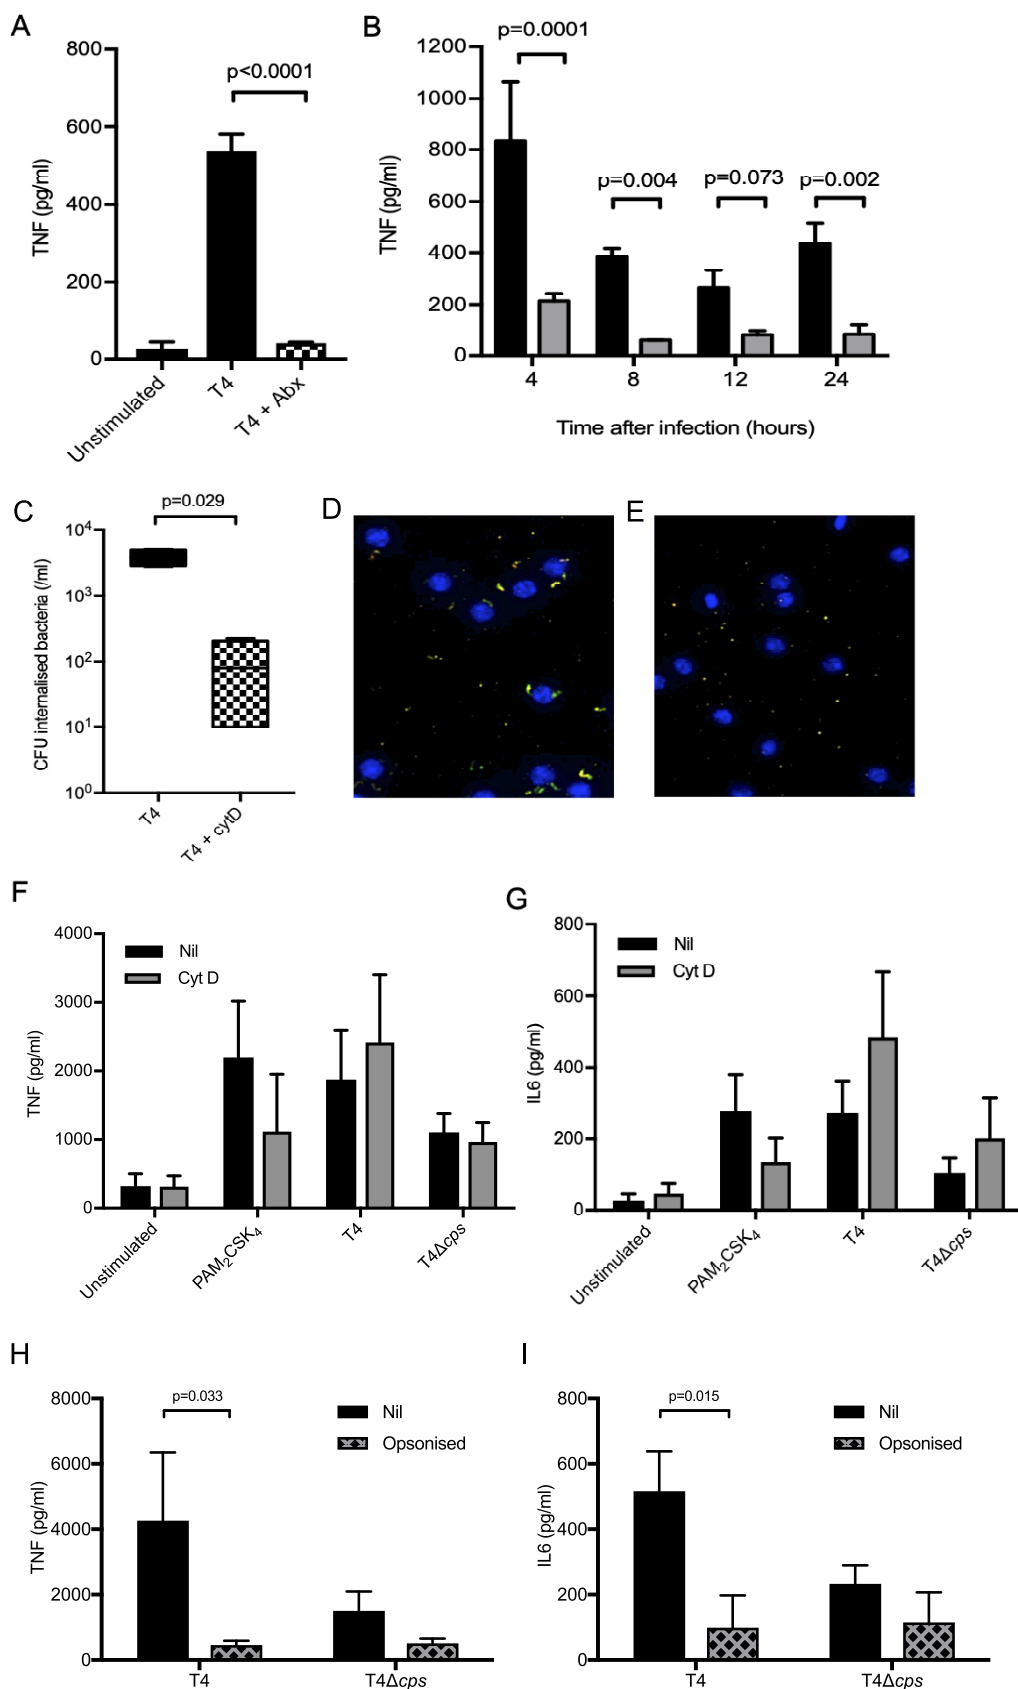 A
TNF (pg/ml)
800
600
400
200
0
p<0.0001
Unstimulated
T4
T4 + Abx
B
TNF (pg/ml)
1200
1000
800
600
400
200
0
p=0.0001
p=0.004
p=0.073
p=0.002
4
8
12
24
Time after infection (hours)
C
CFU internalised bacteria (/ml)
10⁴
10³
10²
10¹
10⁰
p=0.029
T4
T4 + cytD
D
E
F
TNF (pg/ml)
4000
3000
2000
1000
0
Nil
Cyt D
Unstimulated
PAM₂CSK₄
T4
T4Δcps
G
IL6 (pg/ml)
800
600
400
200
0
Nil
Cyt D
Unstimulated
PAM₂CSK₄
T4
T4Δcps
H
TNF (pg/ml)
8000
6000
4000
2000
0
p=0.033
Nil
Opsonised
T4
T4Δcps
I
IL6 (pg/ml)
800
600
400
200
0
p=0.015
Nil
Opsonised
T4
T4Δcps